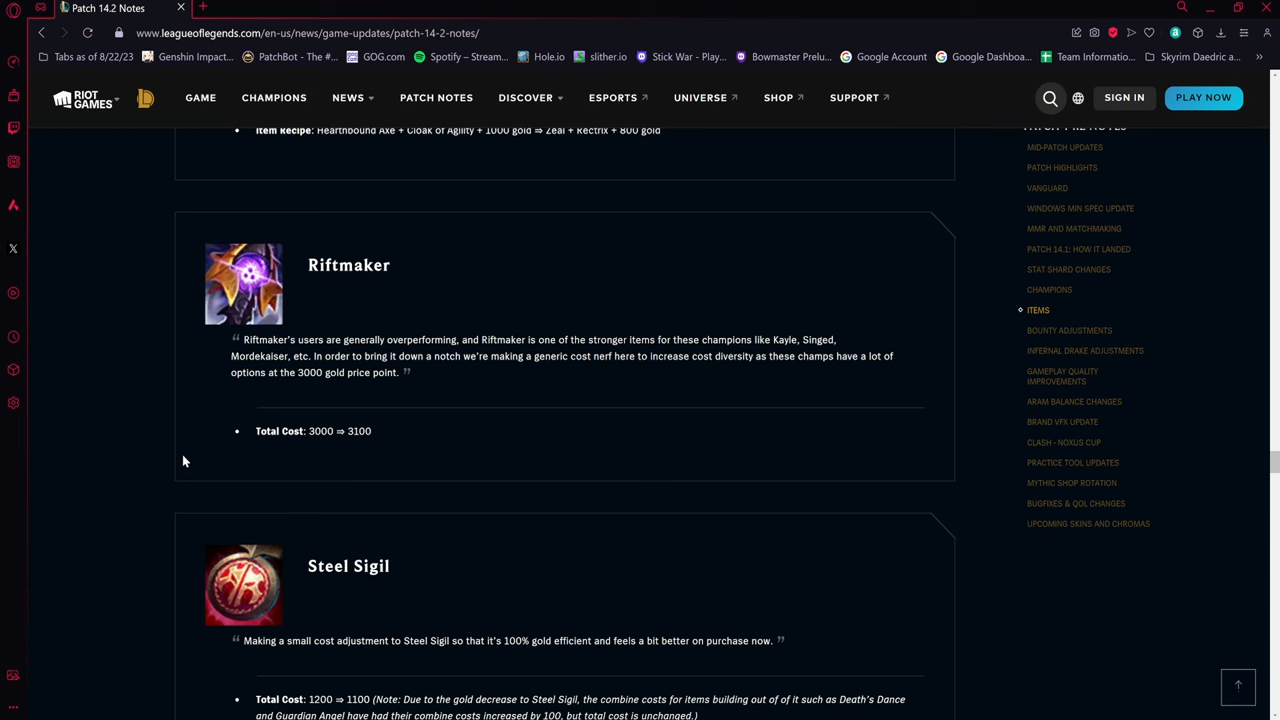 Patch 14.2 Notes
www.leagueoflegends.com/en-us/news/game-updates/patch-14-2-notes/
Tabs as of 8/22/23 Genshin Impact... PatchBot - The #... GOG.com Spotify – Stream... Hole.io slither.io Stick War - Play... Bowmaster Prelu... Google Account Google Dashboa... Team Informatio... Skyrim Daedric a...
RIOT GAMES GAME CHAMPIONS NEWS PATCH NOTES DISCOVER ESPORTS UNIVERSE SHOP SUPPORT SIGN IN PLAY NOW
Item Recipe: Hearthbound Axe + Cloak of Agility + 1000 gold ⇒ Zeal + Rectrix + 800 gold
Riftmaker
“ Riftmaker's users are generally overperforming, and Riftmaker is one of the stronger items for these champions like Kayle, Singed,
Mordekaiser, etc. In order to bring it down a notch we're making a generic cost nerf here to increase cost diversity as these champs have a lot of
options at the 3000 gold price point. ”
• Total Cost: 3000 ⇒ 3100
Steel Sigil
“ Making a small cost adjustment to Steel Sigil so that it's 100% gold efficient and feels a bit better on purchase now. ”
• Total Cost: 1200 ⇒ 1100 (Note: Due to the gold decrease to Steel Sigil, the combine costs for items building out of of it such as Death's Dance
and Guardian Angel have had their combine costs increased by 100, but total cost is unchanged.)
PATCH 14.2 NOTES
MID-PATCH UPDATES
PATCH HIGHLIGHTS
VANGUARD
WINDOWS MIN SPEC UPDATE
MMR AND MATCHMAKING
PATCH 14.1: HOW IT LANDED
STAT SHARD CHANGES
CHAMPIONS
ITEMS
BOUNTY ADJUSTMENTS
INFERNAL DRAKE ADJUSTMENTS
GAMEPLAY QUALITY
IMPROVEMENTS
ARAM BALANCE CHANGES
BRAND VFX UPDATE
CLASH - NOXUS CUP
PRACTICE TOOL UPDATES
MYTHIC SHOP ROTATION
BUGFIXES & QOL CHANGES
UPCOMING SKINS AND CHROMAS